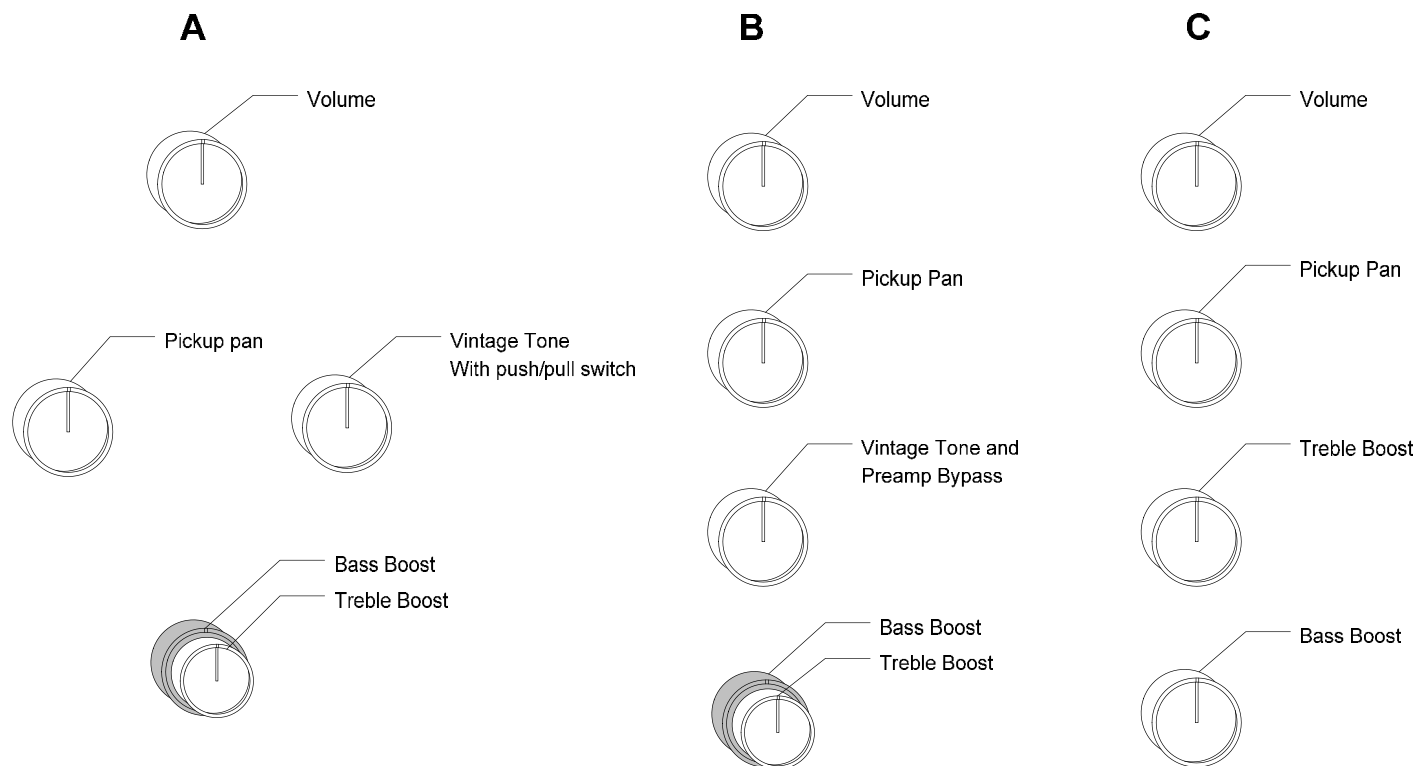 A
Volume
Pickup pan
Vintage Tone
With push/pull switch
Bass Boost
Treble Boost
B
Volume
Pickup Pan
Vintage Tone and
Preamp Bypass
Bass Boost
Treble Boost
C
Volume
Pickup Pan
Treble Boost
Bass Boost